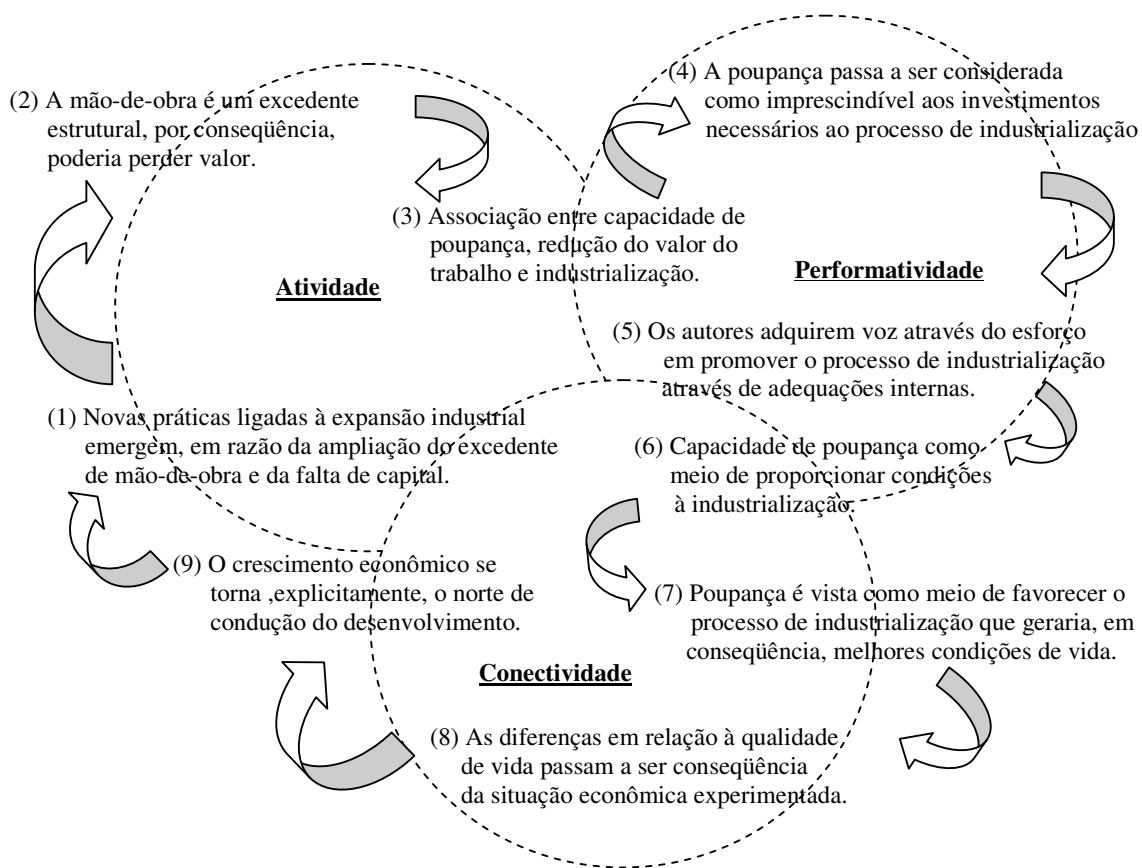 (2) A mão-de-obra é um excedente
estrutural, por conseqüência,
poderia perder valor.
(4) A poupança passa a ser considerada
como imprescindível aos investimentos
necessários ao processo de industrialização
(3) Associação entre capacidade de
poupança, redução do valor do
trabalho e industrialização.
Atividade
Performatividade
(5) Os autores adquirem voz através do esforço
em promover o processo de industrialização
através de adequações internas.
(1) Novas práticas ligadas à expansão industrial
emergem, em razão da ampliação do excedente
de mão-de-obra e da falta de capital.
(6) Capacidade de poupança como
meio de proporcionar condições
à industrialização.
(9) O crescimento econômico se
torna ,explicitamente, o norte de
condução do desenvolvimento.
(7) Poupança é vista como meio de favorecer o
processo de industrialização que geraria, em
conseqüência, melhores condições de vida.
Conectividade
(8) As diferenças em relação à qualidade
de vida passam a ser conseqüência
da situação econômica experimentada.